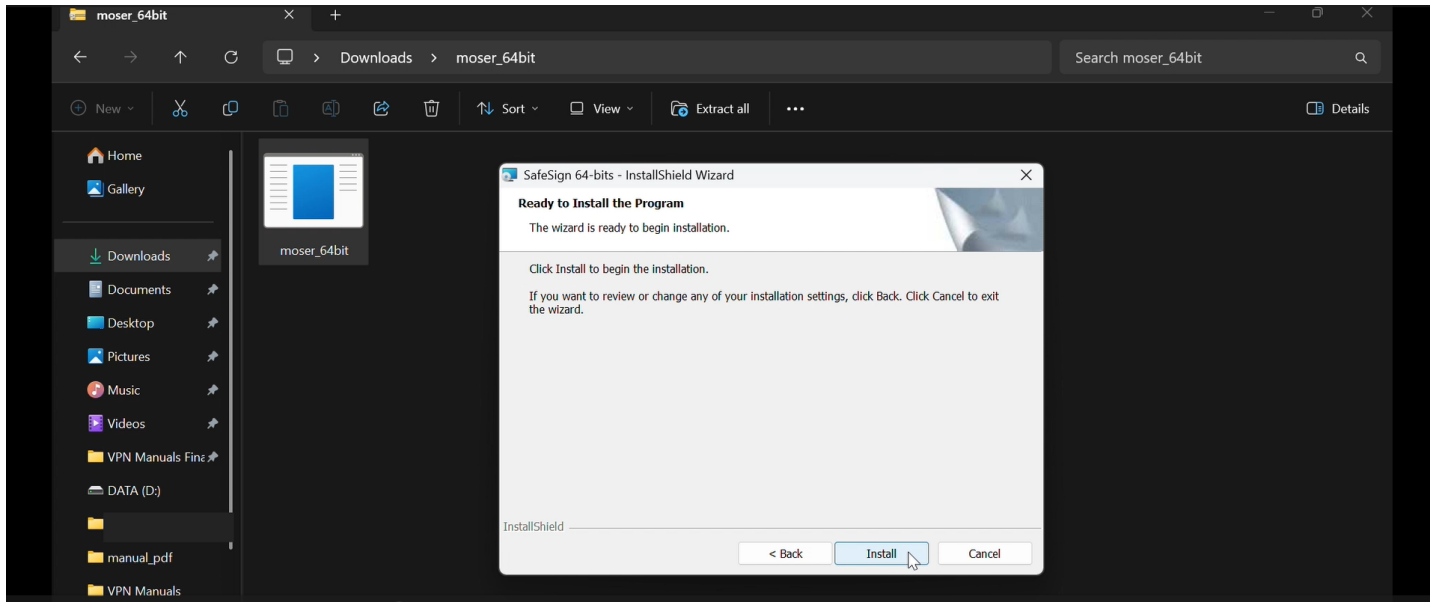 moser_64bit
Downloads > moser_64bit
Search moser_64bit
New
Sort
View
Extract all
Details
Home
Gallery
Downloads
Documents
Desktop
Pictures
Music
Videos
VPN Manuals Fina
DATA (D:)
manual_pdf
VPN Manuals
moser_64bit
SafeSign 64-bits - InstallShield Wizard
Ready to Install the Program
The wizard is ready to begin installation.
Click Install to begin the installation.
If you want to review or change any of your installation settings, click Back. Click Cancel to exit
the wizard.
InstallShield
< Back
Install
Cancel